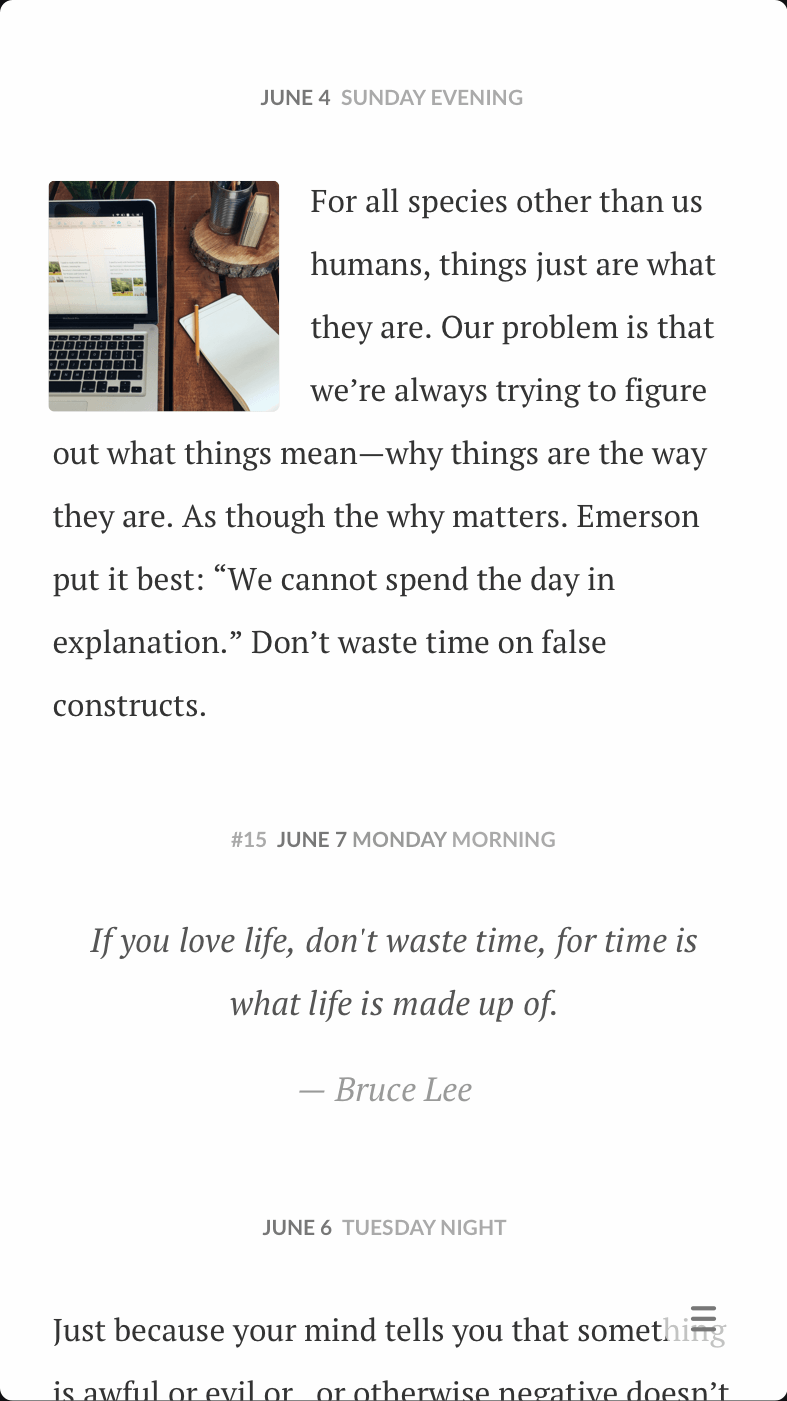 JUNE 4 SUNDAY EVENING
For all species other than us
humans, things just are what
they are. Our problem is that
we’re always trying to figure
out what things mean—why things are the way
they are. As though the why matters. Emerson
put it best: “We cannot spend the day in
explanation.” Don’t waste time on false
constructs.
#15 JUNE 7 MONDAY MORNING
If you love life, don't waste time, for time is
what life is made up of.
— Bruce Lee
JUNE 6 TUESDAY NIGHT
Just because your mind tells you that something
is awful or evil or or otherwise negative doesn’t